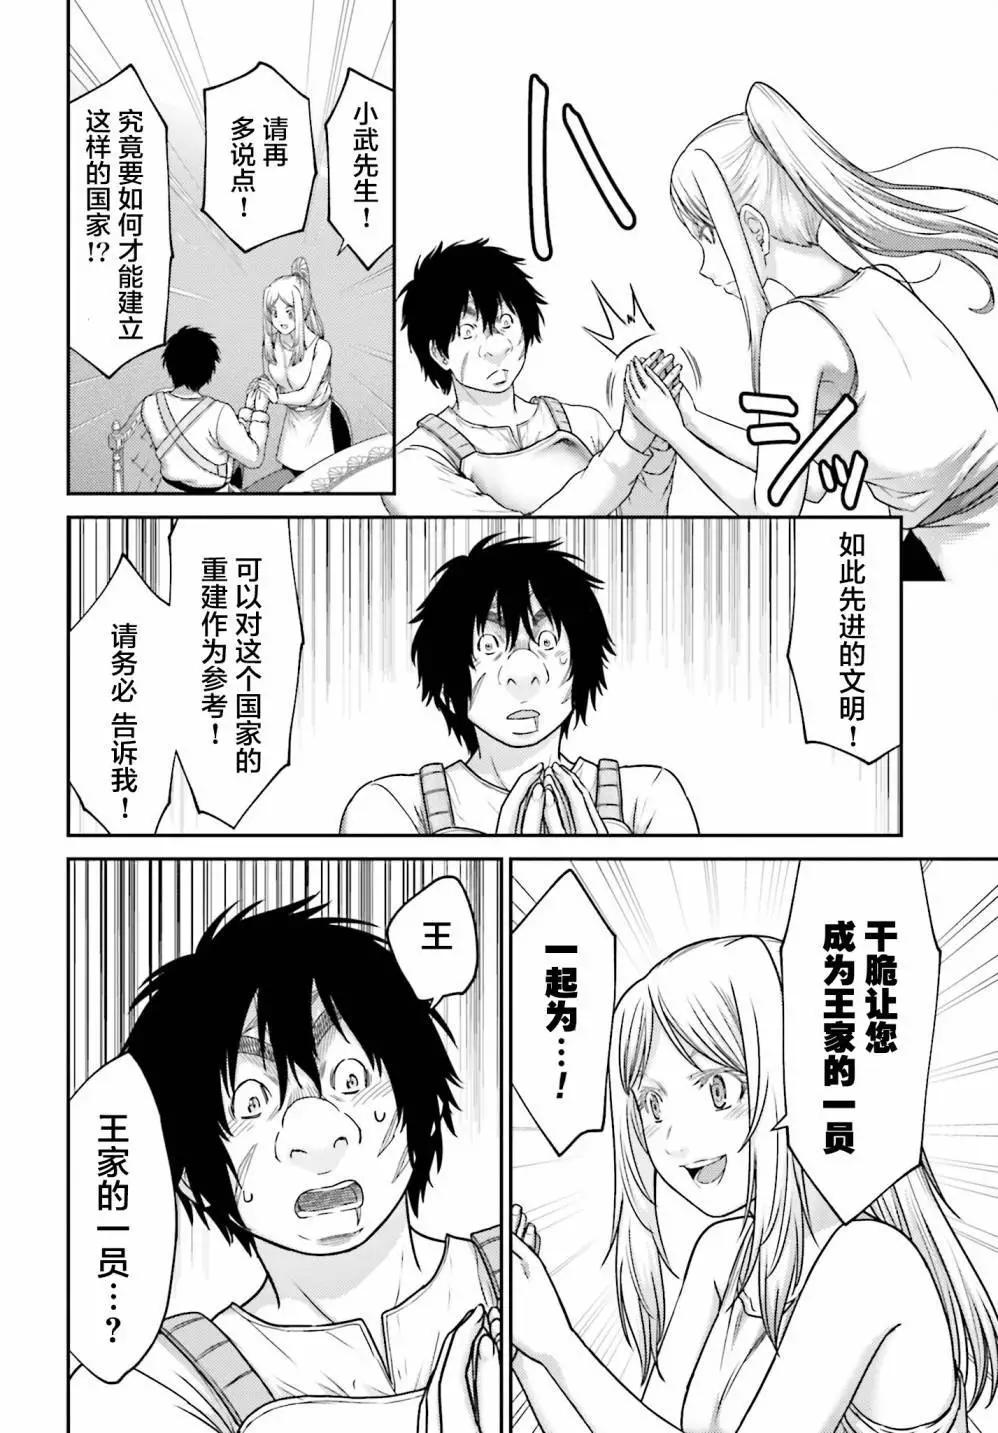 ギュッ
小武先生！
请再
多说点！
究竟要如何才能建立
这样的国家!?
如此先进的文明！
可以对这个国家的
重建作为参考！
请务必 告诉我！
干脆让您
成为王家的一员
一起为…！
王
王家的一员…？